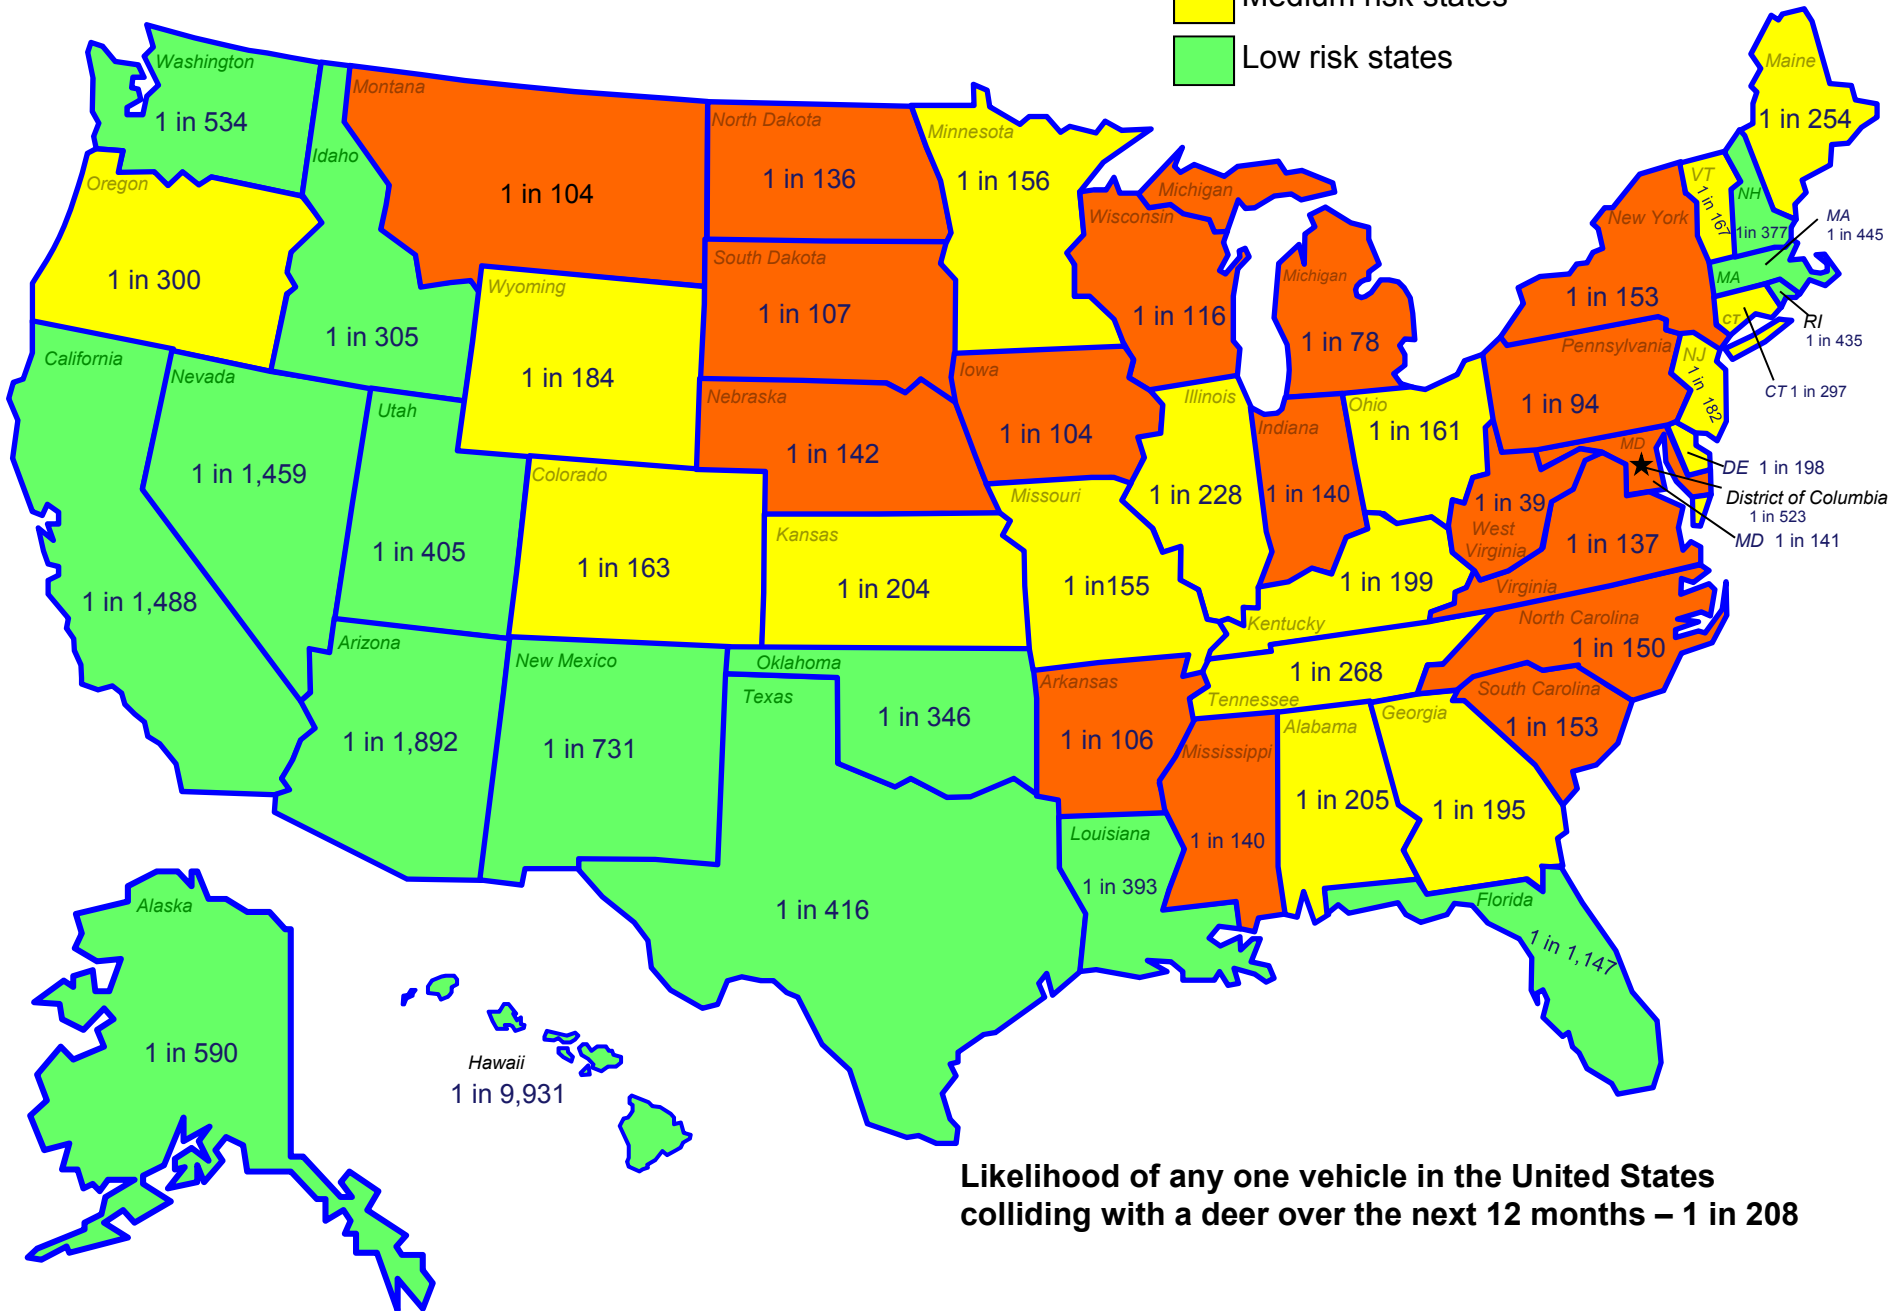 Medium risk states
Low risk states
Washington
1 in 534
Oregon
1 in 300
California
1 in 1,488
Idaho
1 in 305
Nevada
1 in 1,459
Utah
1 in 405
Arizona
1 in 1,892
Montana
1 in 104
Wyoming
1 in 184
Colorado
1 in 163
New Mexico
1 in 731
North Dakota
1 in 136
South Dakota
1 in 107
Nebraska
1 in 142
Kansas
1 in 204
Oklahoma
1 in 346
Texas
1 in 416
Minnesota
1 in 156
Iowa
1 in 104
Missouri
1 in155
Arkansas
1 in 106
Louisiana
1 in 393
Wisconsin
1 in 116
Michigan
Michigan
1 in 78
Illinois
1 in 228
Indiana
1 in 140
Ohio
1 in 161
1 in 199
Kentucky
1 in 268
Tennessee
Mississippi
1 in 140
Alabama
1 in 205
Georgia
1 in 195
Florida
1 in 1,147
South Carolina
1 in 153
North Carolina
1 in 150
1 in 137
Virginia
1 in 39
West
Virginia
Pennsylvania
1 in 94
New York
1 in 153
Maine
1 in 254
VT
1 in 167
NH
1in 377
MA
MA
1 in 445
RI
1 in 435
CT
CT 1 in 297
NJ
1 in 182
MD
DE 1 in 198
District of Columbia
1 in 523
MD 1 in 141
Alaska
1 in 590
Hawaii
1 in 9,931
Likelihood of any one vehicle in the United States
colliding with a deer over the next 12 months – 1 in 208